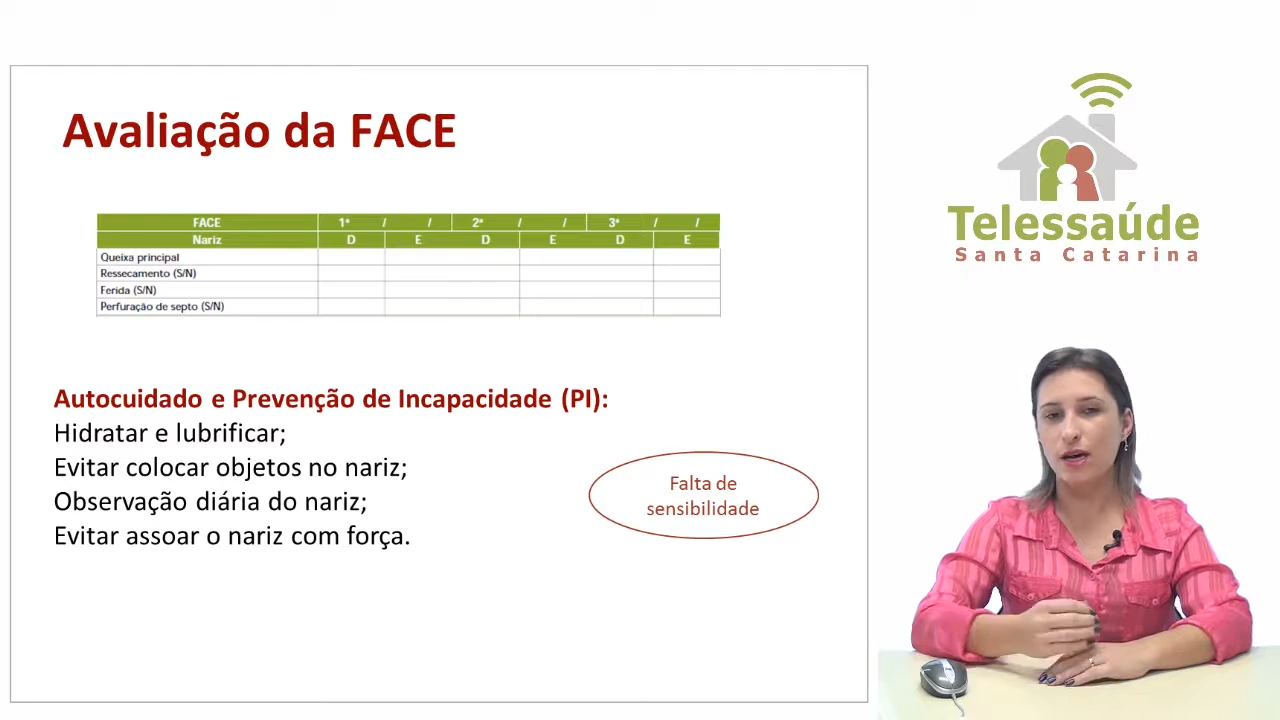 Avaliação da FACE
FACE 1ª / / 2ª / / 3ª / /
Nariz D E D E D E
Queixa principal
Ressecamento (S/N)
Ferida (S/N)
Perfuração de septo (S/N)
Autocuidado e Prevenção de Incapacidade (PI):
Hidratar e lubrificar;
Evitar colocar objetos no nariz;
Observação diária do nariz;
Evitar assoar o nariz com força.
Falta de
sensibilidade
Telessaúde
Santa Catarina